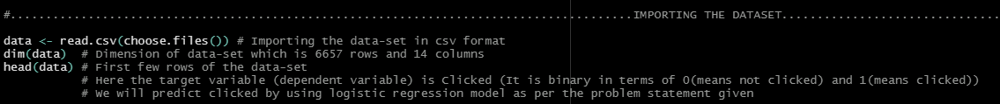 #..........................................................................................IMPORTING THE DATASET...............................
data <- read.csv(choose.files()) # Importing the data-set in csv format
dim(data)  # Dimension of data-set which is 6657 rows and 14 columns
head(data) # First few rows of the data-set
# Here the target variable (dependent variable) is Clicked (It is binary in terms of 0(means not clicked) and 1(means clicked))
# We will predict clicked by using logistic regression model as per the problem statement given